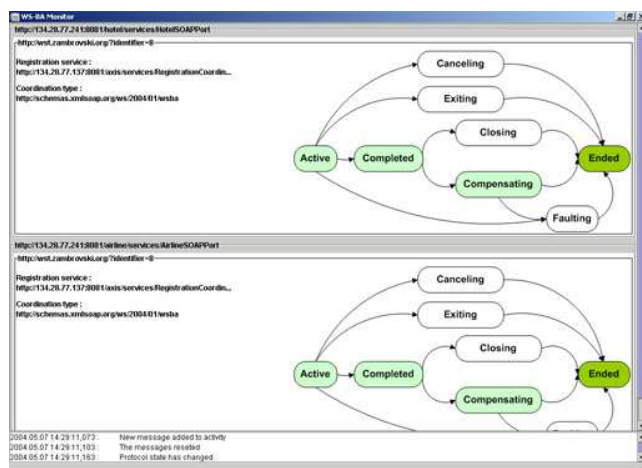 WS-BA Monitor
http://134.28.77.241:8081/hotel/services/HotelSOAPPort
http://wst.zambrovski.org/?identifier=8
Registration service :
http://134.28.77.137:8081/axis/services/RegistrationCoordin...
Coordination type :
http://schemas.xmlsoap.org/ws/2004/01/wsba
Canceling
Exiting
Closing
Active
Completed
Ended
Compensating
Faulting
http://134.28.77.241:8081/airline/services/AirlineSOAPPort
http://wst.zambrovski.org/?identifier=8
Registration service :
http://134.28.77.137:8081/axis/services/RegistrationCoordin...
Coordination type :
http://schemas.xmlsoap.org/ws/2004/01/wsba
Canceling
Exiting
Closing
Active
Completed
Ended
Compensating
2004.05.07 14:29:11,073 : New message added to activity
2004.05.07 14:29:11,103 : The messages reseted
2004.05.07 14:29:11,163 : Protocol state has changed